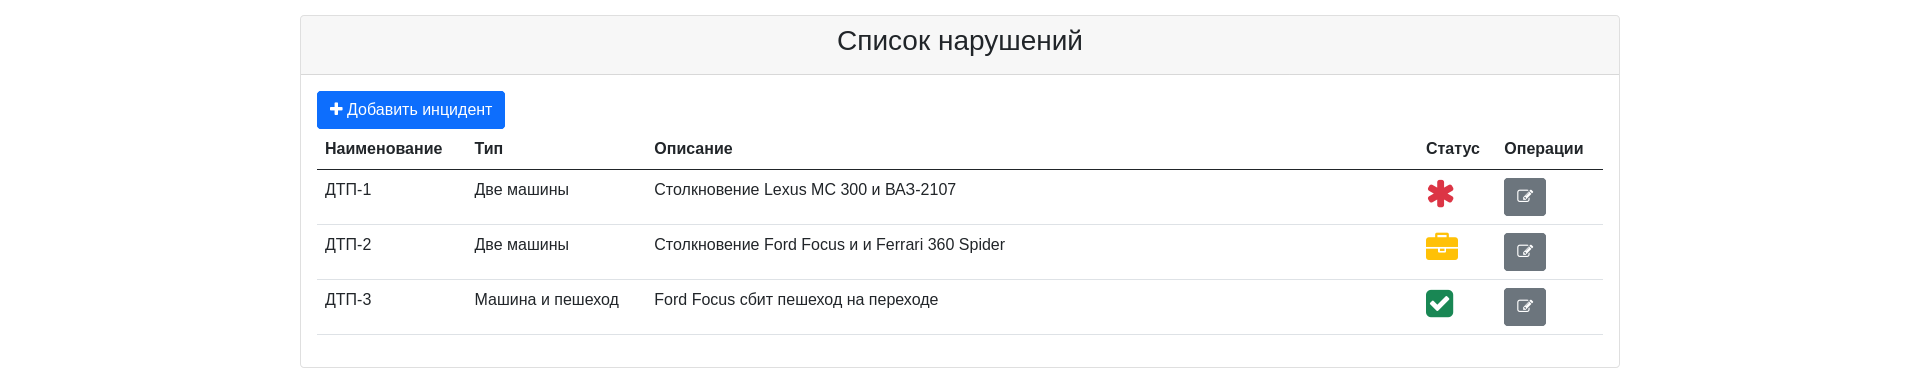 Список нарушений
Добавить инцидент
Наименование Тип Описание Статус Операции
ДТП-1 Две машины Столкновение Lexus MC 300 и ВАЗ-2107
ДТП-2 Две машины Столкновение Ford Focus и и Ferrari 360 Spider
ДТП-3 Машина и пешеход Ford Focus сбит пешеход на переходе